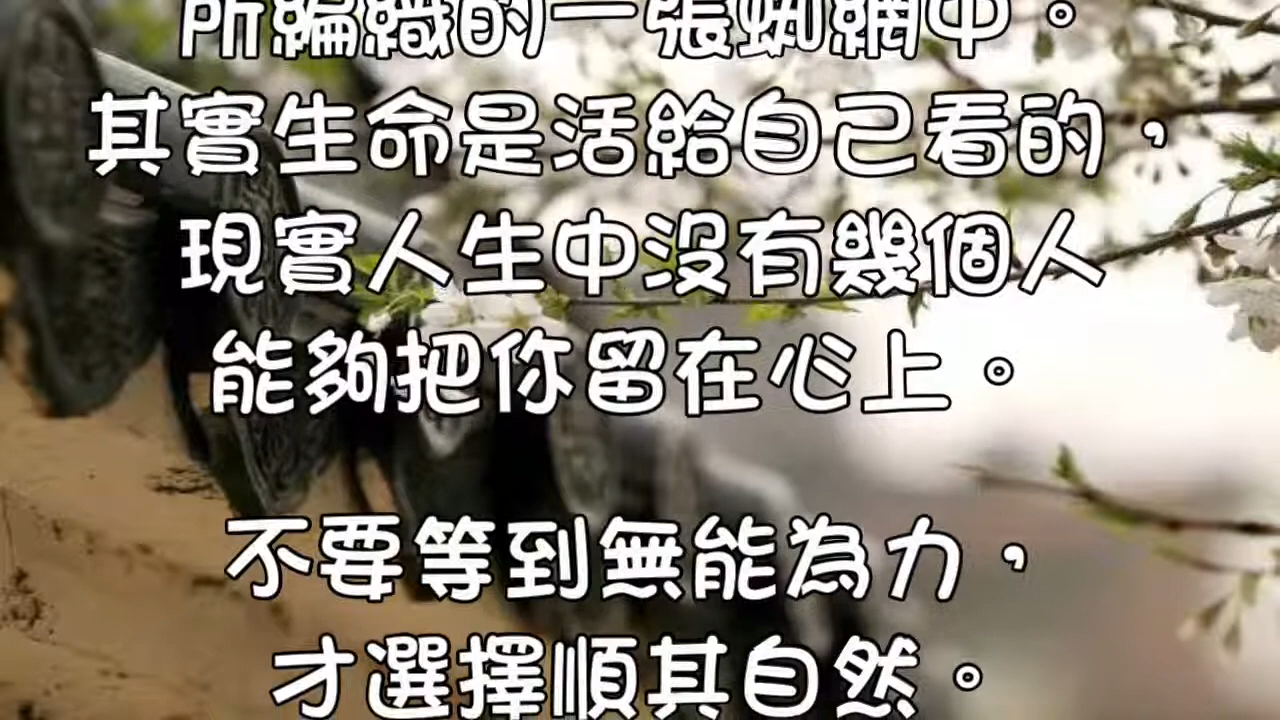 所編織的一張蜘網中。
其實生命是活給自己看的，
現實人生中沒有幾個人
能夠把你留在心上。
不要等到無能為力，
才選擇順其自然。